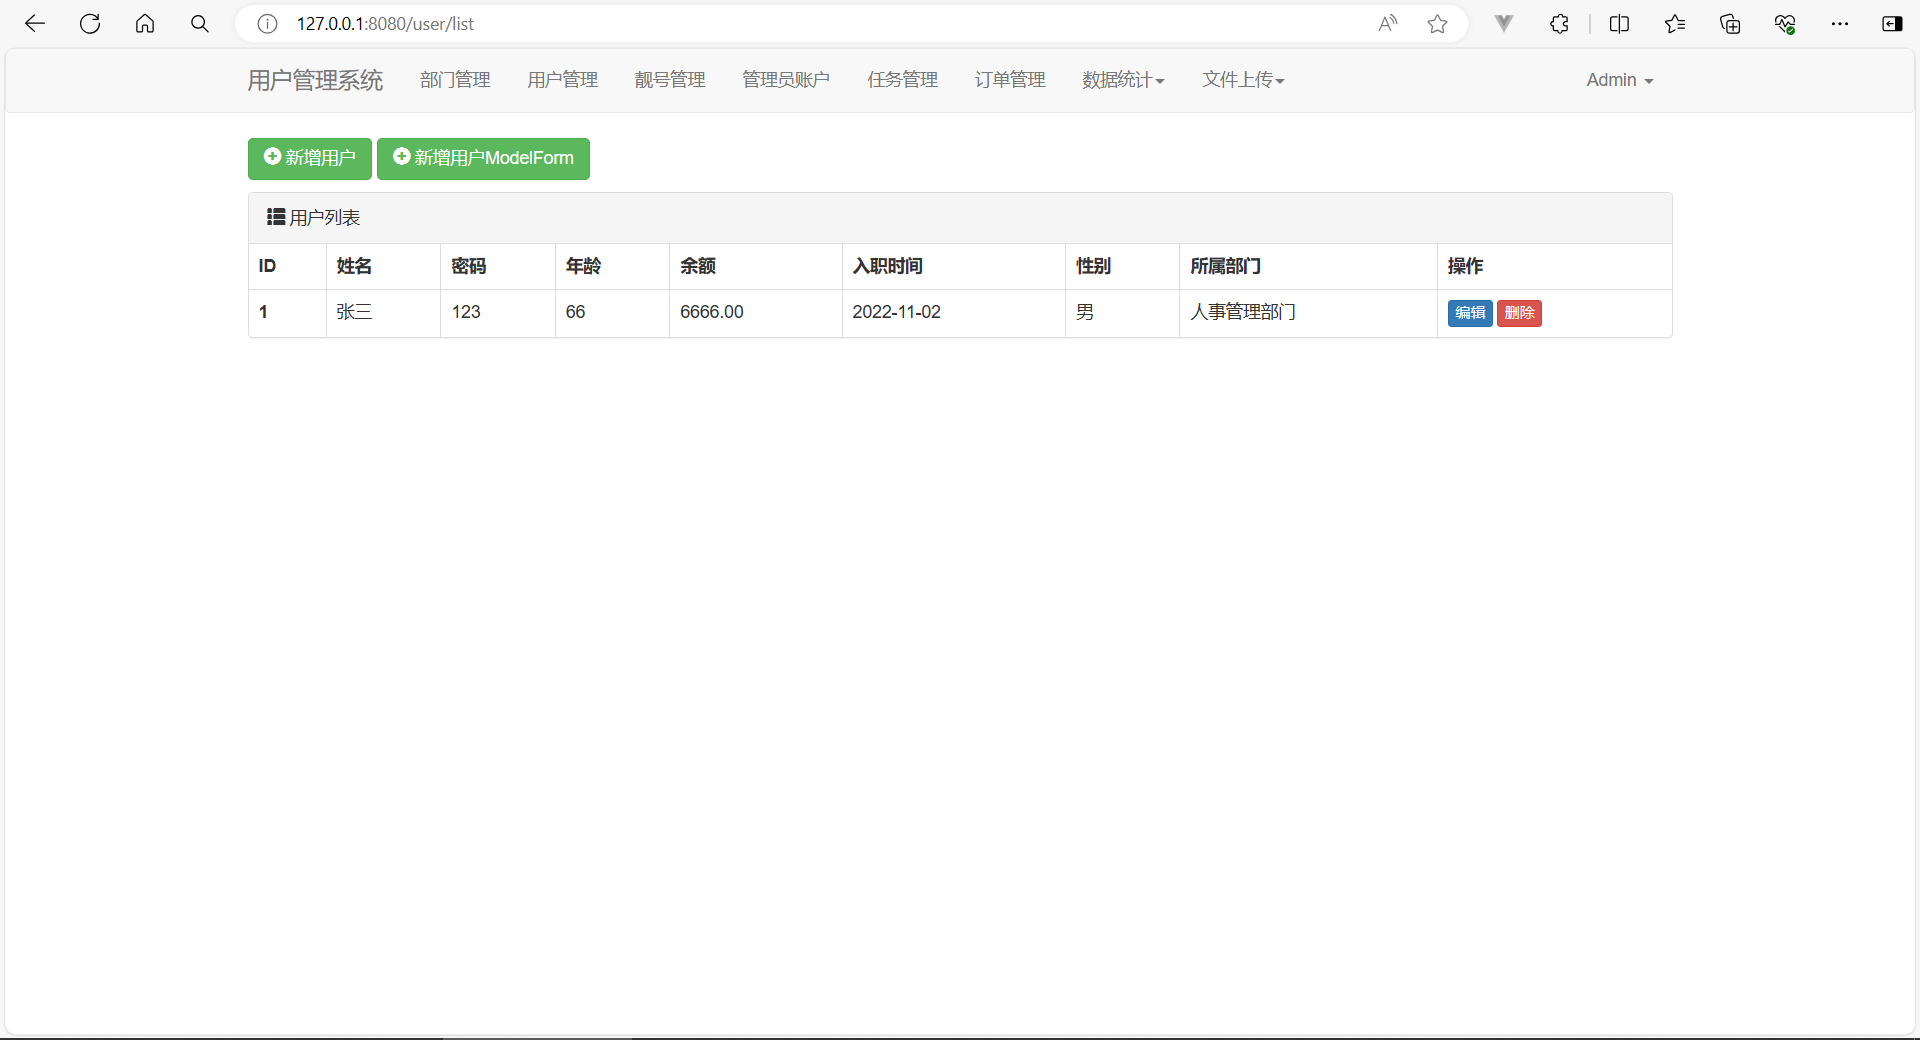 127.0.0.1:8080/user/list
用户管理系统 部门管理 用户管理 靓号管理 管理员账户 任务管理 订单管理 数据统计 文件上传 Admin
新增用户 新增用户ModelForm
用户列表
ID 姓名 密码 年龄 余额 入职时间 性别 所属部门 操作
1 张三 123 66 6666.00 2022-11-02 男 人事管理部门 编辑 删除